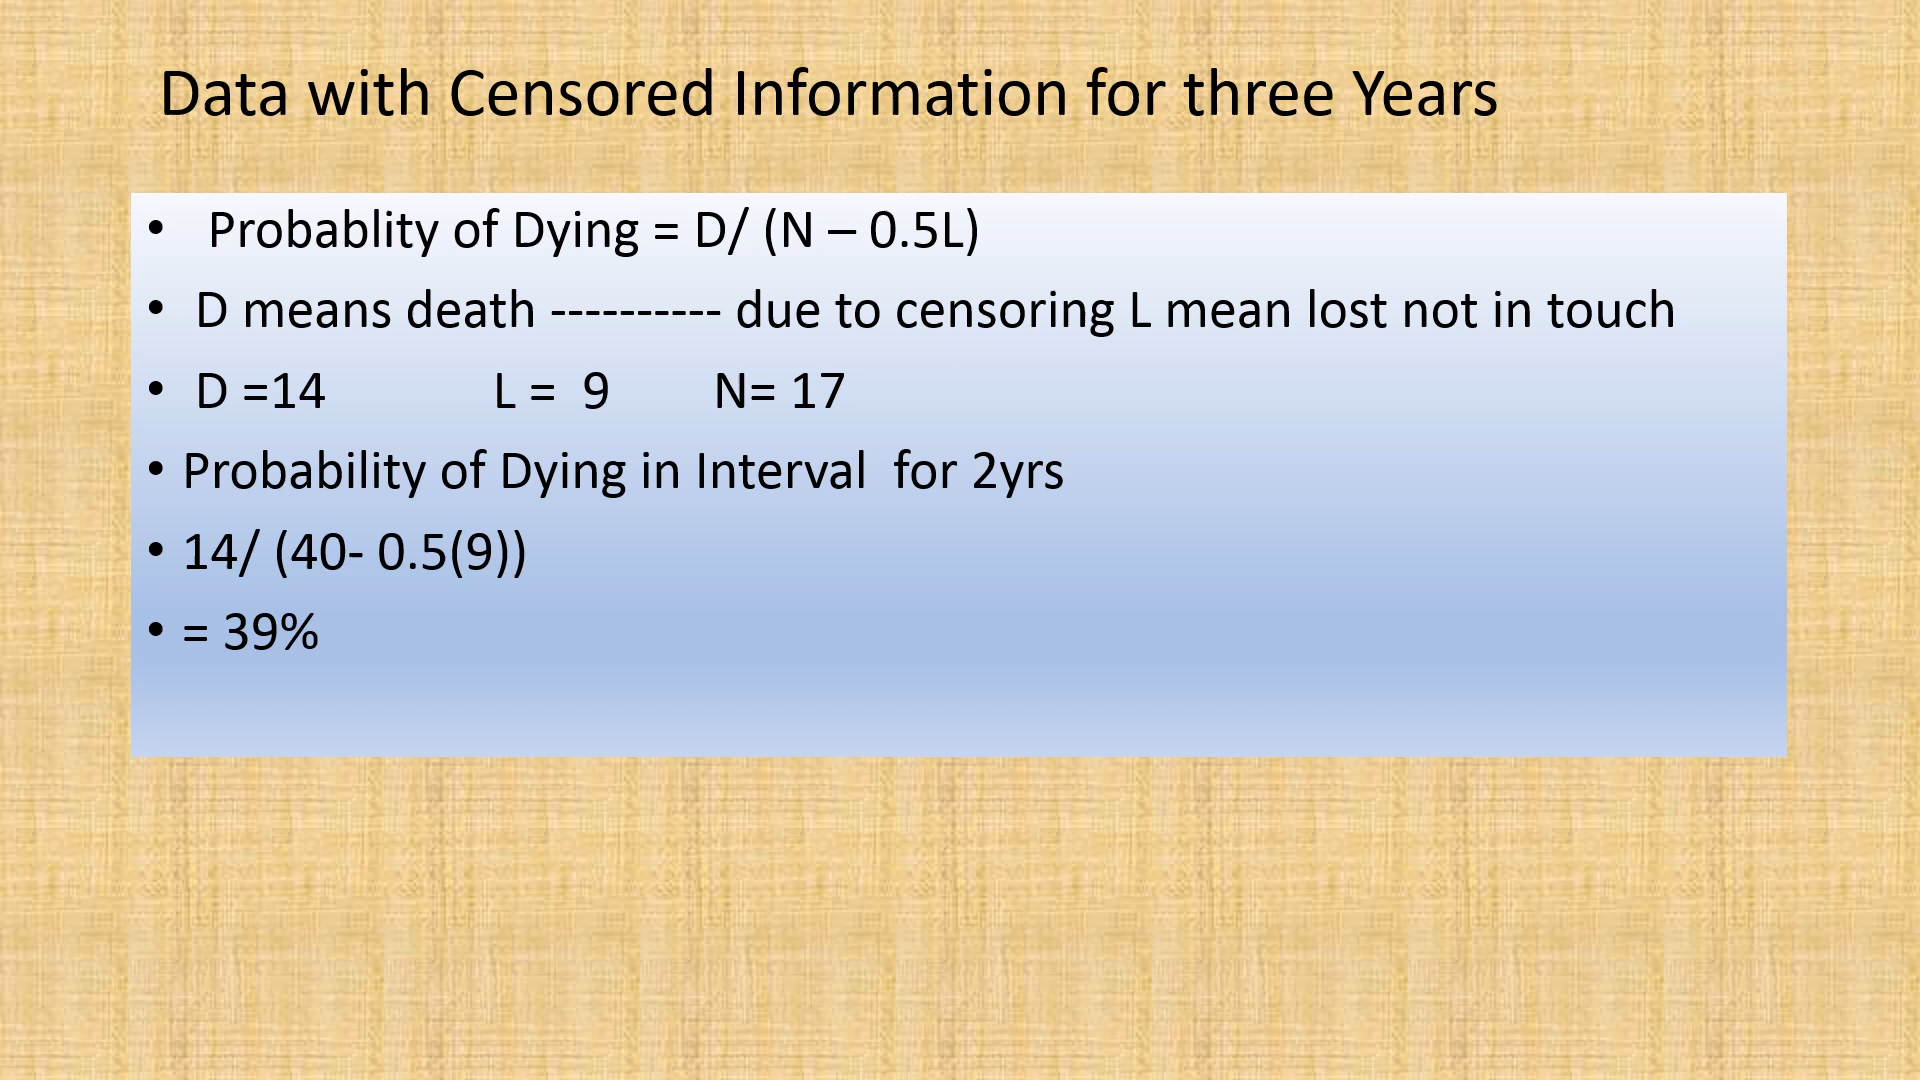 Data with Censored Information for three Years
• Probablity of Dying = D/ (N – 0.5L)
• D means death ---------- due to censoring L mean lost not in touch
• D =14 L = 9 N= 17
• Probability of Dying in Interval for 2yrs
• 14/ (40- 0.5(9))
• = 39%